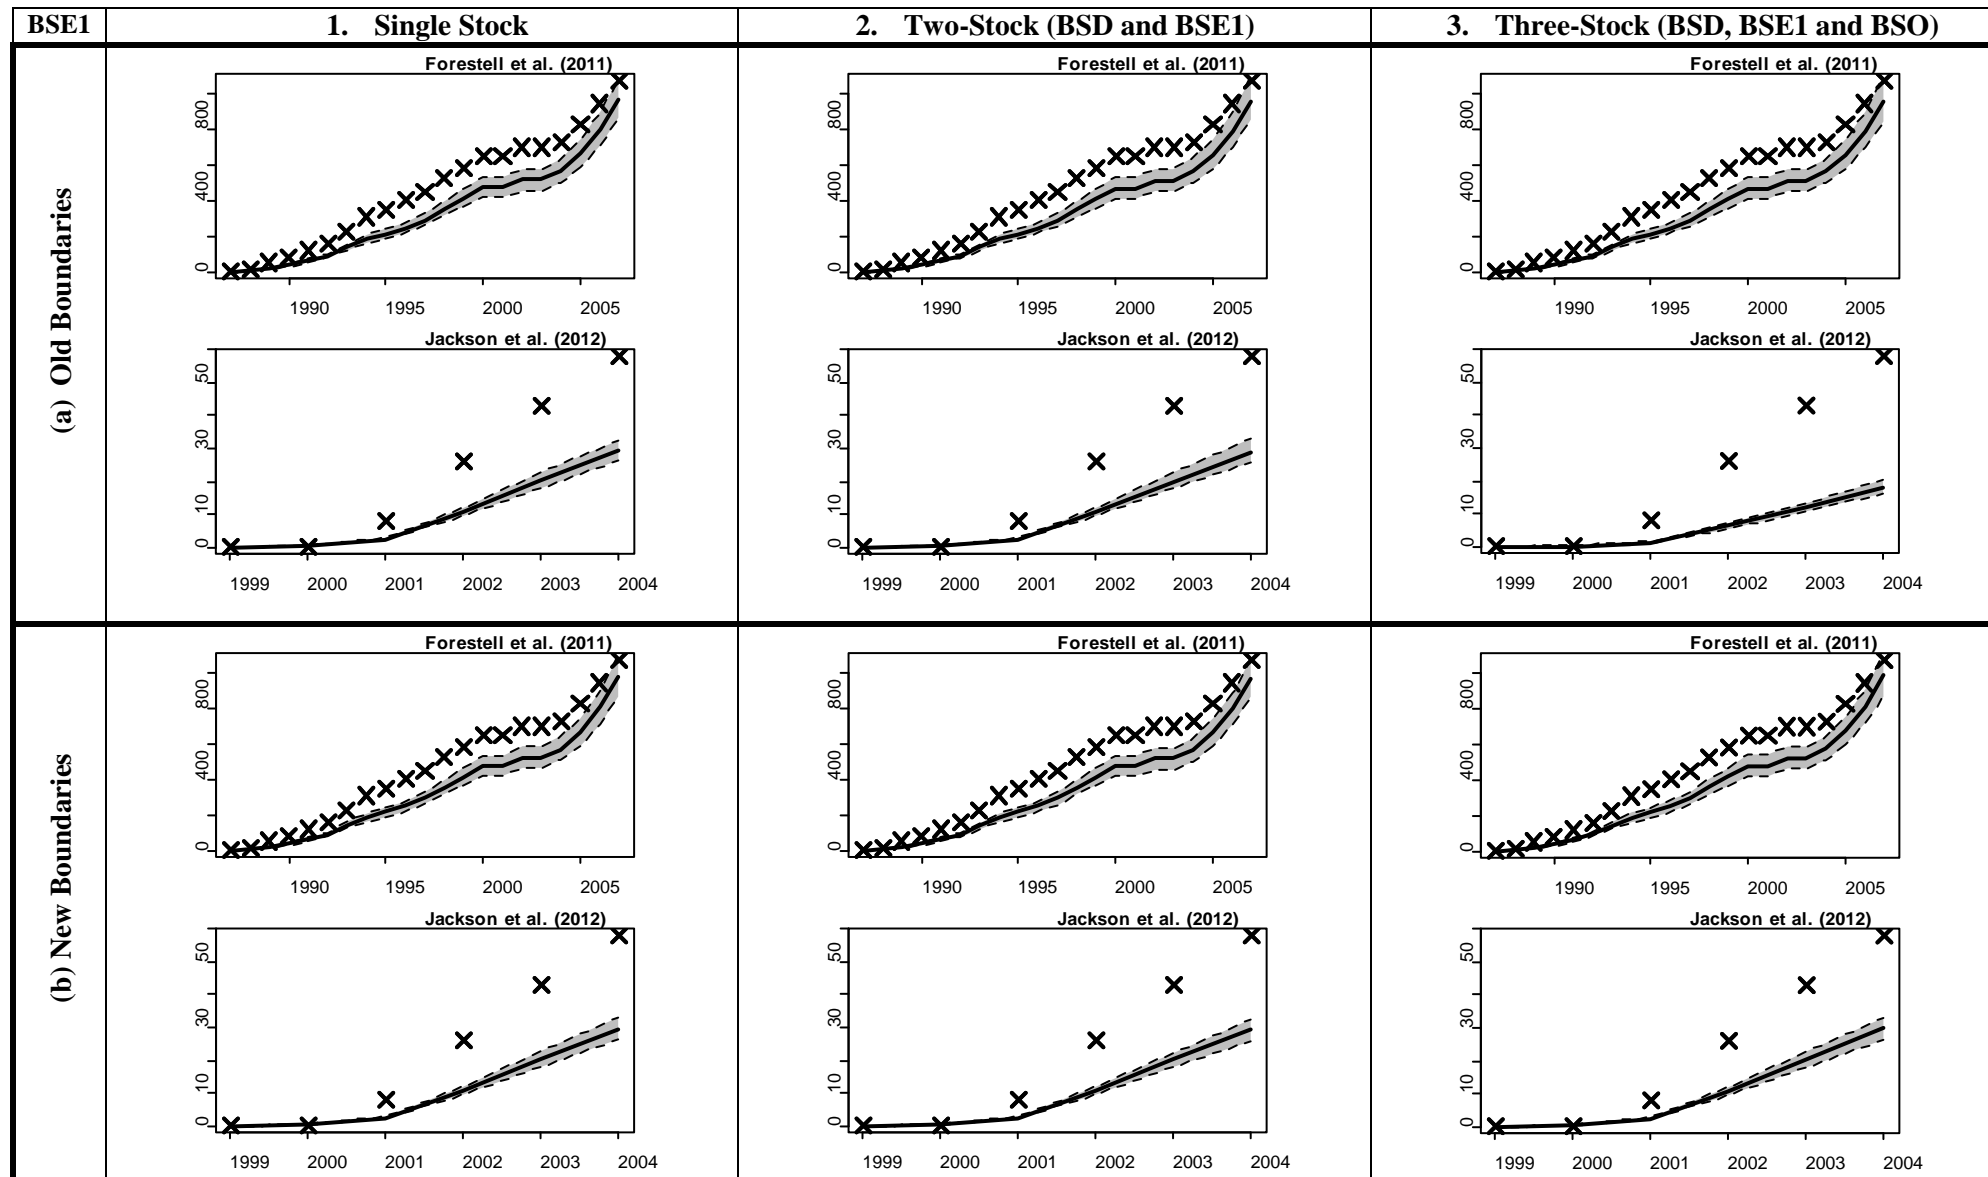 BSE1
1. Single Stock
2. Two-Stock (BSD and BSE1)
3. Three-Stock (BSD, BSE1 and BSO)
(a) Old Boundaries
Forestell et al. (2011)
0 400 800
1990 1995 2000 2005
Jackson et al. (2012)
0 10 30 50
1999 2000 2001 2002 2003 2004
Forestell et al. (2011)
0 400 800
1990 1995 2000 2005
Jackson et al. (2012)
0 10 30 50
1999 2000 2001 2002 2003 2004
Forestell et al. (2011)
0 400 800
1990 1995 2000 2005
Jackson et al. (2012)
0 10 30 50
1999 2000 2001 2002 2003 2004
(b) New Boundaries
Forestell et al. (2011)
0 400 800
1990 1995 2000 2005
Jackson et al. (2012)
0 10 30 50
1999 2000 2001 2002 2003 2004
Forestell et al. (2011)
0 400 800
1990 1995 2000 2005
Jackson et al. (2012)
0 10 30 50
1999 2000 2001 2002 2003 2004
Forestell et al. (2011)
0 400 800
1990 1995 2000 2005
Jackson et al. (2012)
0 10 30 50
1999 2000 2001 2002 2003 2004